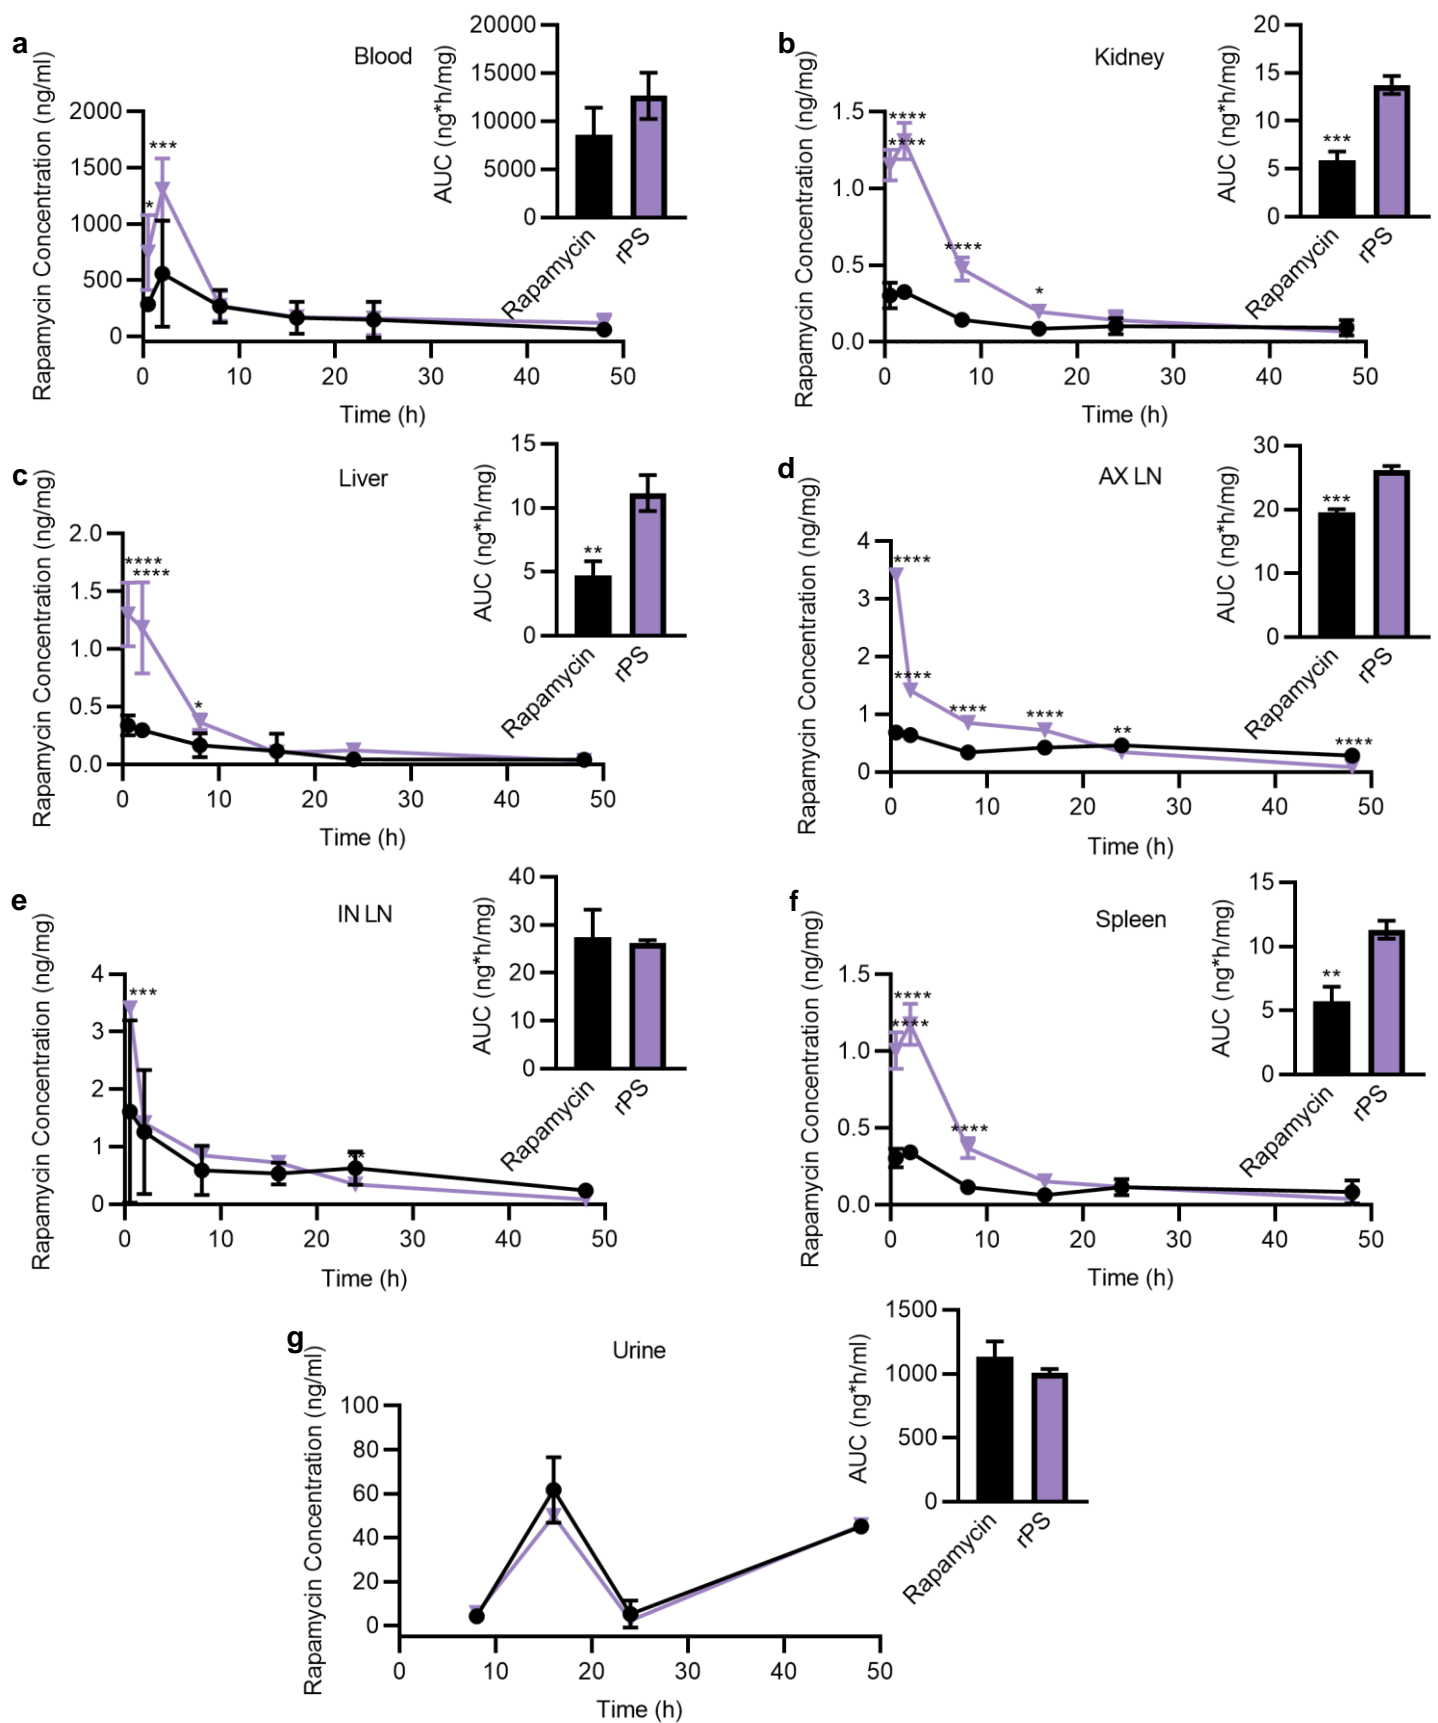 a
Blood
Rapamycin Concentration (ng/ml)
2000
1500
1000
500
0
*
***
0 10 20 30 40 50
Time (h)
AUC (ng*h/mg)
20000
15000
10000
5000
0
Rapamycin
rPS
b
Kidney
Rapamycin Concentration (ng/mg)
1.5
1.0
0.5
0.0
****
****
****
*
0 10 20 30 40 50
Time (h)
AUC (ng*h/mg)
20
15
10
5
0
***
Rapamycin
rPS
c
Liver
Rapamycin Concentration (ng/mg)
2.0
1.5
1.0
0.5
0.0
****
****
*
0 10 20 30 40 50
Time (h)
AUC (ng*h/mg)
15
10
5
0
**
Rapamycin
rPS
d
AX LN
Rapamycin Concentration (ng/mg)
4
3
2
1
0
****
****
****
****
**
****
0 10 20 30 40 50
Time (h)
AUC (ng*h/mg)
30
20
10
0
***
Rapamycin
rPS
e
IN LN
Rapamycin Concentration (ng/mg)
4
3
2
1
0
***
**
0 10 20 30 40 50
Time (h)
AUC (ng*h/mg)
40
30
20
10
0
Rapamycin
rPS
f
Spleen
Rapamycin Concentration (ng/mg)
1.5
1.0
0.5
0.0
****
****
****
0 10 20 30 40 50
Time (h)
AUC (ng*h/mg)
15
10
5
0
**
Rapamycin
rPS
g
Urine
Rapamycin Concentration (ng/ml)
100
80
60
40
20
0
0 10 20 30 40 50
Time (h)
AUC (ng*h/ml)
1500
1000
500
0
Rapamycin
rPS